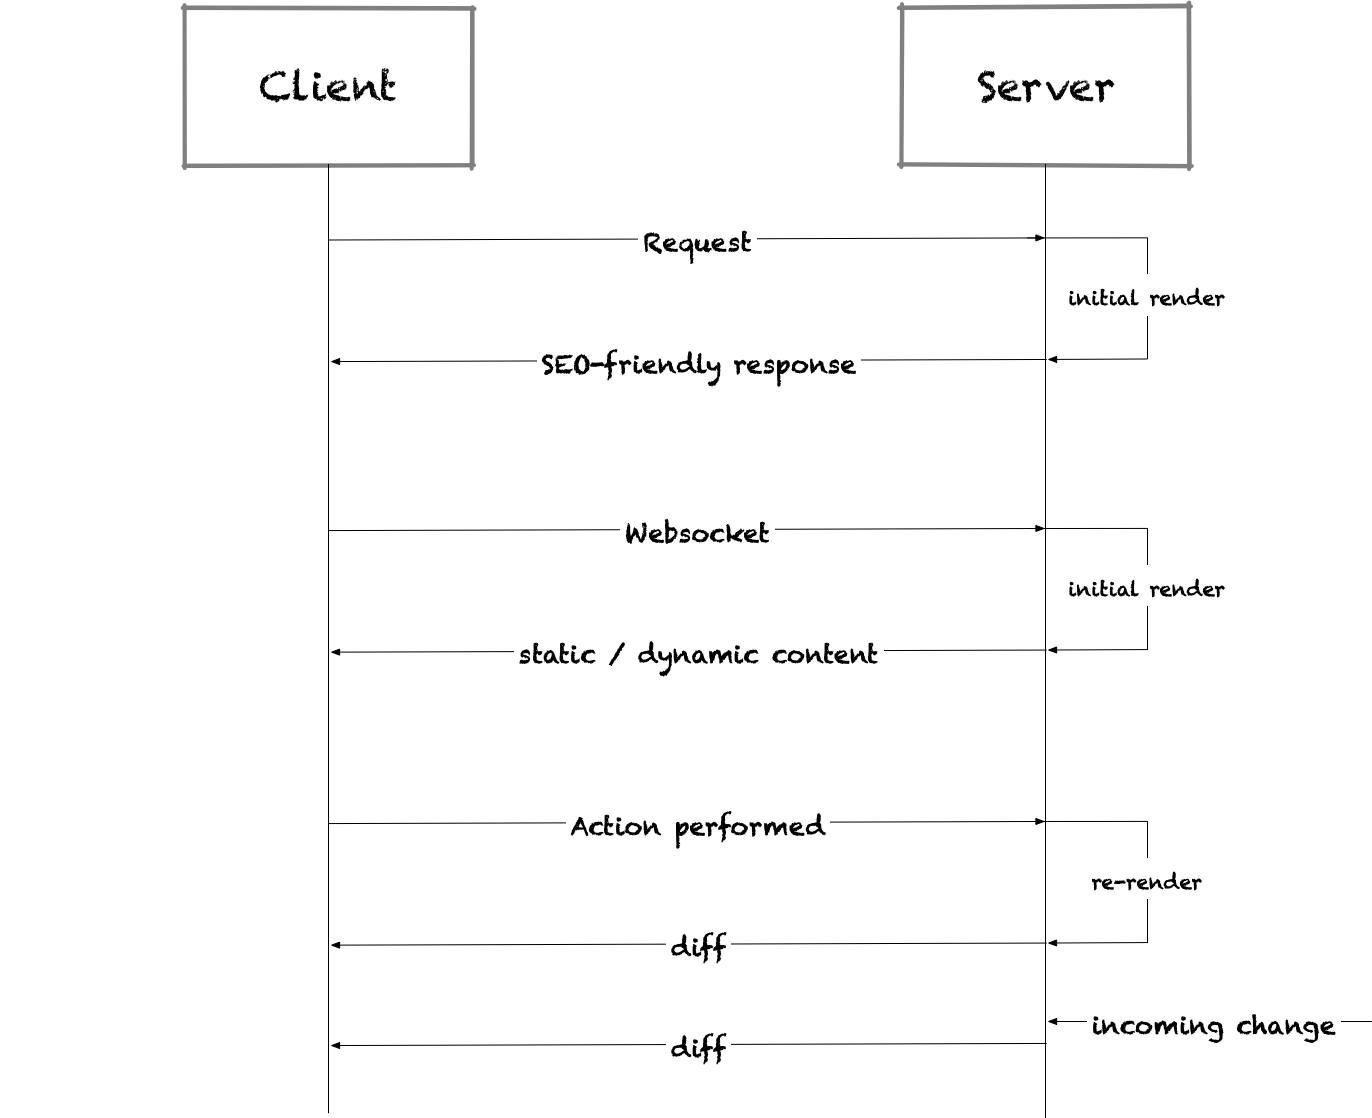 Client
Server
Request
initial render
SEO-friendly response
Websocket
initial render
static / dynamic content
Action performed
re-render
diff
incoming change
diff